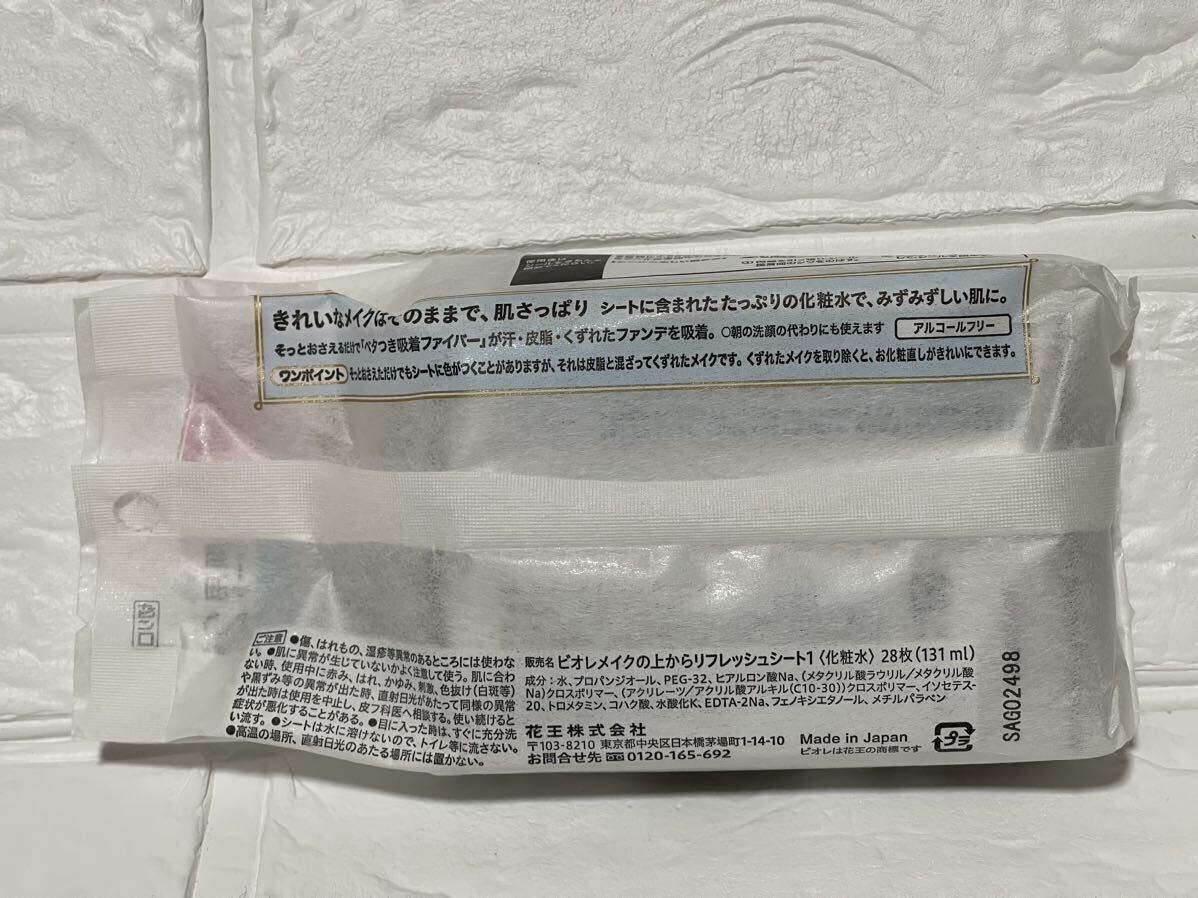 きれいなメイクはそのままで、肌さっぱり シートに含まれたたっぷりの化粧水で、みずみずしい肌に。
そっとおさえるだけで「ベタつき吸着ファイバー」が汗・皮脂・くずれたファンデを吸着。 ○朝の洗顔の代わりにも使えます アルコールフリー
ワンポイント そっとおさえただけでもシートに色がつくことがありますが、それは皮脂と混ざってくずれたメイクです。くずれたメイクを取り除くと、お化粧直しがきれいにできます。
ご注意 ●傷、はれもの、湿疹等異常のあるところには使わな
い。●肌に異常が生じていないかよく注意して使う。肌に合わ
ない時、使用中に赤み、はれ、かゆみ、刺激、色抜け(白斑等)
や黒ずみ等の異常が出た時、直射日光があたって同様の異常
が出た時は使用を中止し、皮フ科医へ相談する。使い続けると
症状が悪化することがある。●目に入った時は、すぐに充分洗
い流す。●シートは水に溶けないので、トイレ等に流さない。
●高温の場所、直射日光のあたる場所には置かない。
販売名 ビオレメイクの上からリフレッシュシート1〈化粧水〉28枚(131ml)
成分:水、プロパンジオール、PEG-32、ヒアルロン酸Na、(メタクリル酸ラウリル/メタクリル酸
Na)クロスポリマー、(アクリレーツ/アクリル酸アルキル(C10-30))クロスポリマー、イソセテス-
20、トロメタミン、コハク酸、水酸化K、EDTA-2Na、フェノキシエタノール、メチルパラベン
花王株式会社
〒103-8210 東京都中央区日本橋茅場町1-14-10
お問合せ先 0120-165-692
Made in Japan
ビオレは花王の商標です
プラ
SAG02498